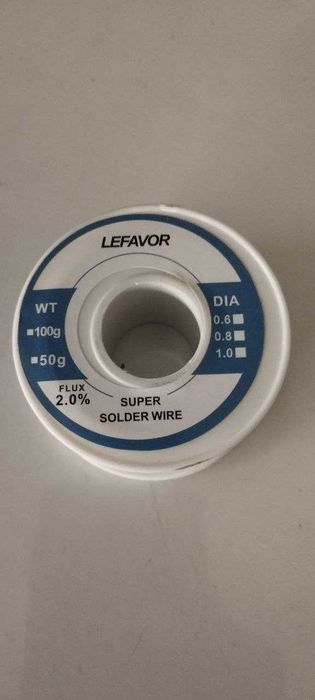 LEFAVOR
WT
100g
50g
FLUX
2.0%
DIA
0.6
0.8
1.0
SUPER
SOLDER WIRE